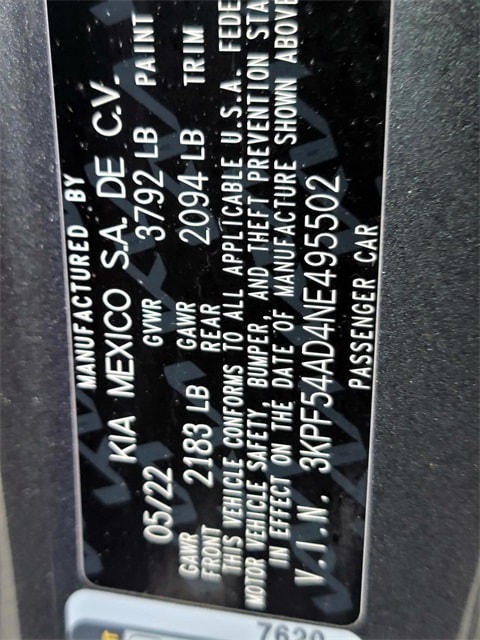 MANUFACTURED BY
KIA MEXICO S.A. DE C.V.
05/22 GVWR 3792 LB PAINT
GAWR FRONT 2183 LB GAWR REAR 2094 LB TRIM
THIS VEHICLE CONFORMS TO ALL APPLICABLE U.S.A. FEDE
MOTOR VEHICLE SAFETY, BUMPER, AND THEFT PREVENTION STA
IN EFFECT ON THE DATE OF MANUFACTURE SHOWN ABOVE
V.I.N. 3KPF54AD4NE495502
PASSENGER CAR
7620